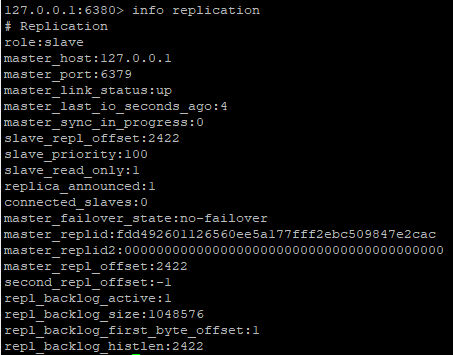 127.0.0.1:6380> info replication
# Replication
role:slave
master_host:127.0.0.1
master_port:6379
master_link_status:up
master_last_io_seconds_ago:4
master_sync_in_progress:0
slave_repl_offset:2422
slave_priority:100
slave_read_only:1
replica_announced:1
connected_slaves:0
master_failover_state:no-failover
master_replid:fdd492601126560ee5a177fff2ebc509847e2cac
master_replid2:0000000000000000000000000000000000000000
master_repl_offset:2422
second_repl_offset:-1
repl_backlog_active:1
repl_backlog_size:1048576
repl_backlog_first_byte_offset:1
repl_backlog_histlen:2422